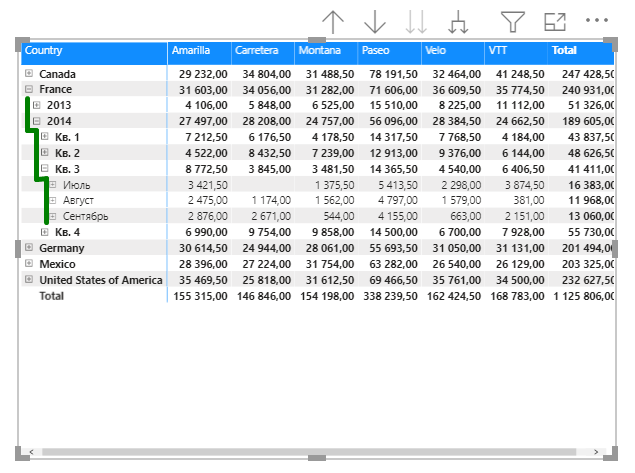 Country Amarilla Carretera Montana Paseo Velo VTT Total
Canada 29 232,00 34 804,00 31 488,50 78 191,50 32 464,00 41 248,50 247 428,50
France 31 603,00 34 056,00 31 282,00 71 606,00 36 609,50 35 774,50 240 931,00
2013 4 106,00 5 848,00 6 525,00 15 510,00 8 225,00 11 112,00 51 326,00
2014 27 497,00 28 208,00 24 757,00 56 096,00 28 384,50 24 662,50 189 605,00
Кв. 1 7 212,50 6 176,50 4 178,50 14 317,50 7 768,50 4 184,00 43 837,50
Кв. 2 4 522,00 8 432,50 7 239,00 12 913,00 9 376,00 6 144,00 48 626,50
Кв. 3 8 772,50 3 845,00 3 481,50 14 365,50 4 540,00 6 406,50 41 411,00
Июль 3 421,50 1 375,50 5 413,50 2 298,00 3 874,50 16 383,00
Август 2 475,00 1 174,00 1 562,00 4 797,00 1 579,00 381,00 11 968,00
Сентябрь 2 876,00 2 671,00 544,00 4 155,00 663,00 2 151,00 13 060,00
Кв. 4 6 990,00 9 754,00 9 858,00 14 500,00 6 700,00 7 928,00 55 730,00
Germany 30 614,50 24 944,00 28 061,00 55 693,50 31 050,00 31 131,00 201 494,00
Mexico 28 396,00 27 224,00 31 754,00 63 282,00 26 540,00 26 129,00 203 325,00
United States of America 35 469,50 25 818,00 31 612,50 69 466,50 35 761,00 34 500,00 232 627,50
Total 155 315,00 146 846,00 154 198,00 338 239,50 162 424,50 168 783,00 1 125 806,00